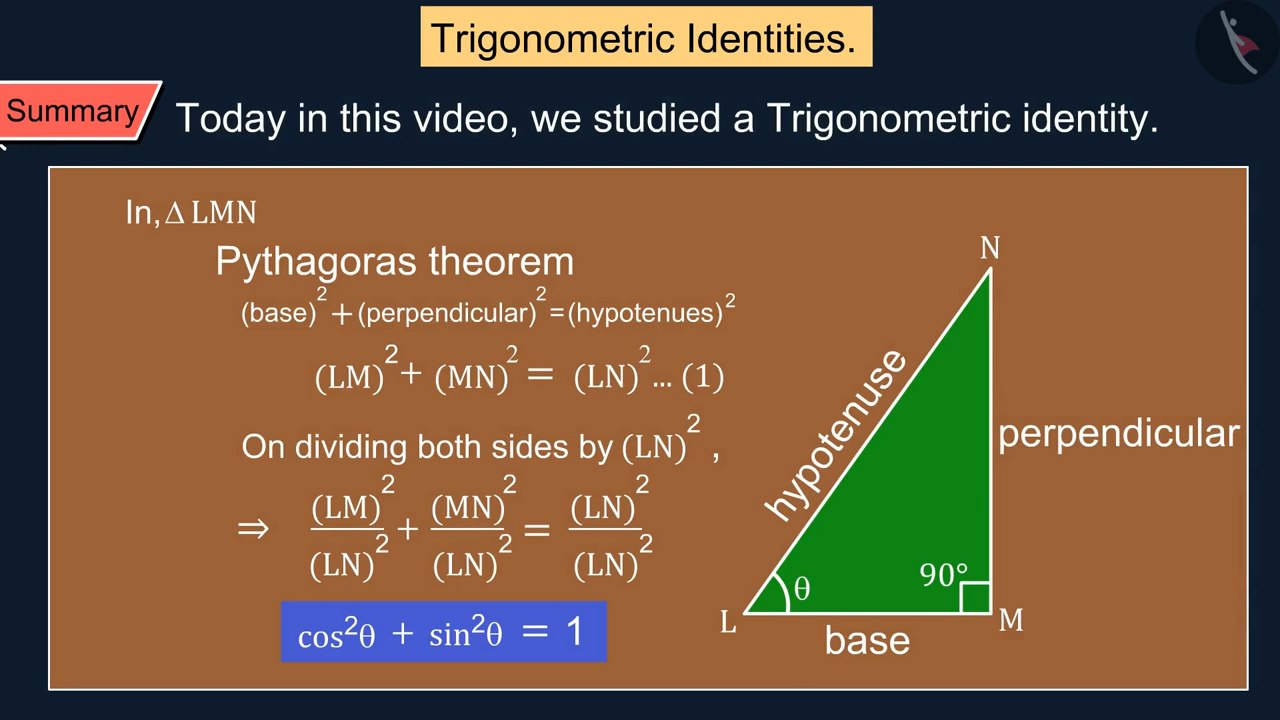 Trigonometric Identities.
Summary
Today in this video, we studied a Trigonometric identity.
In, Δ LMN
Pythagoras theorem
(base)² + (perpendicular)² = (hypotenues)²
(LM)² + (MN)² = (LN)² ... (1)
On dividing both sides by (LN)² ,
⇒ (LM)²/(LN)² + (MN)²/(LN)² = (LN)²/(LN)²
cos²θ + sin²θ = 1
N
hypotenuse
perpendicular
θ
90°
L
M
base